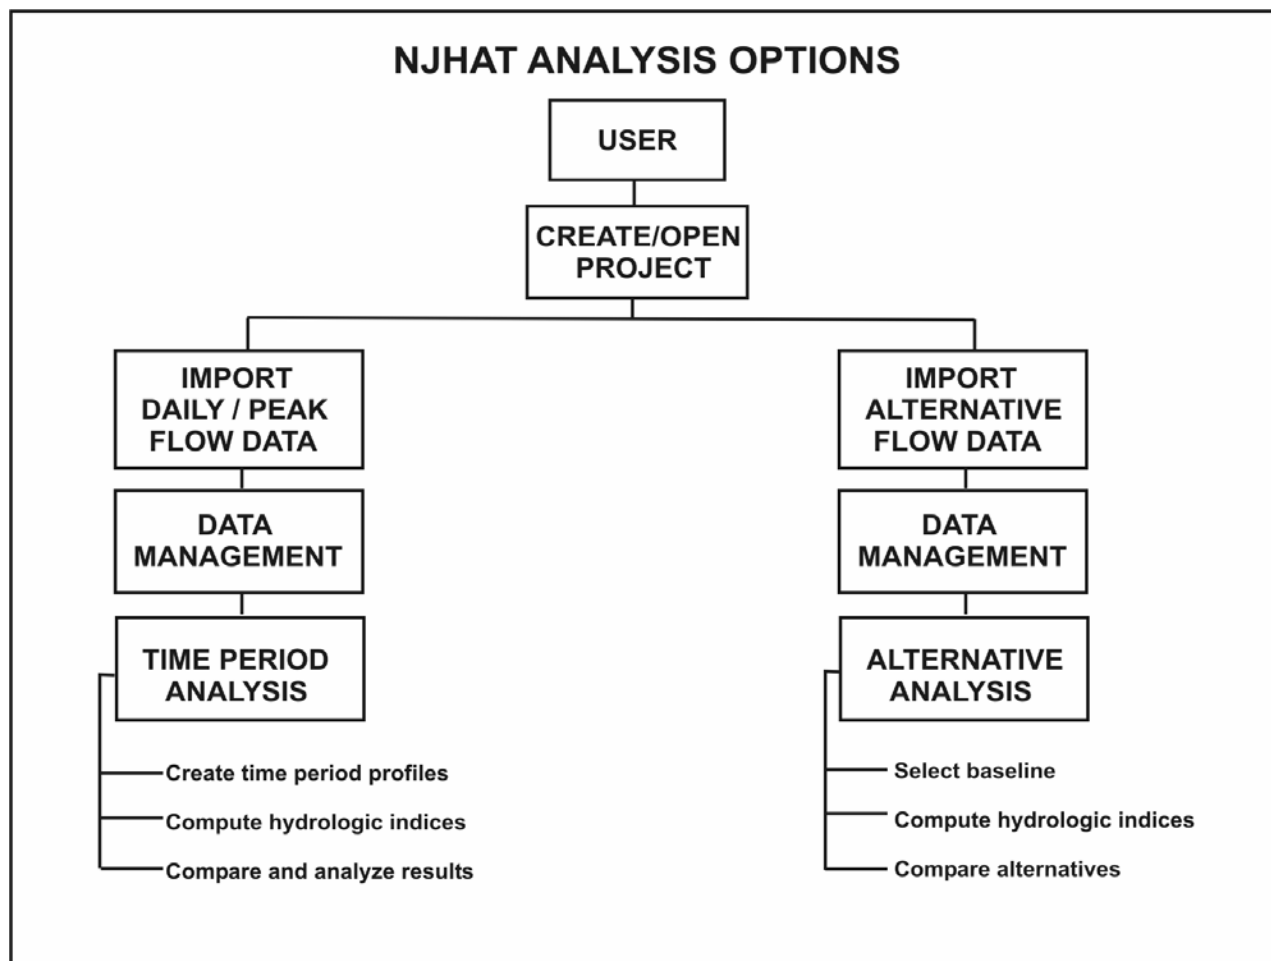 NJHAT ANALYSIS OPTIONS
USER
CREATE/OPEN
PROJECT
IMPORT
DAILY / PEAK
FLOW DATA
DATA
MANAGEMENT
TIME PERIOD
ANALYSIS
Create time period profiles
Compute hydrologic indices
Compare and analyze results
IMPORT
ALTERNATIVE
FLOW DATA
DATA
MANAGEMENT
ALTERNATIVE
ANALYSIS
Select baseline
Compute hydrologic indices
Compare alternatives